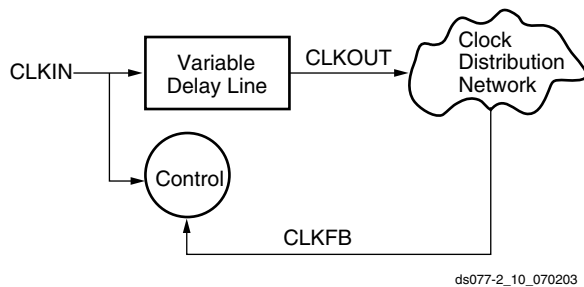 CLKIN
Variable
Delay Line
CLKOUT
Clock
Distribution
Network
Control
CLKFB
ds077-2_10_070203